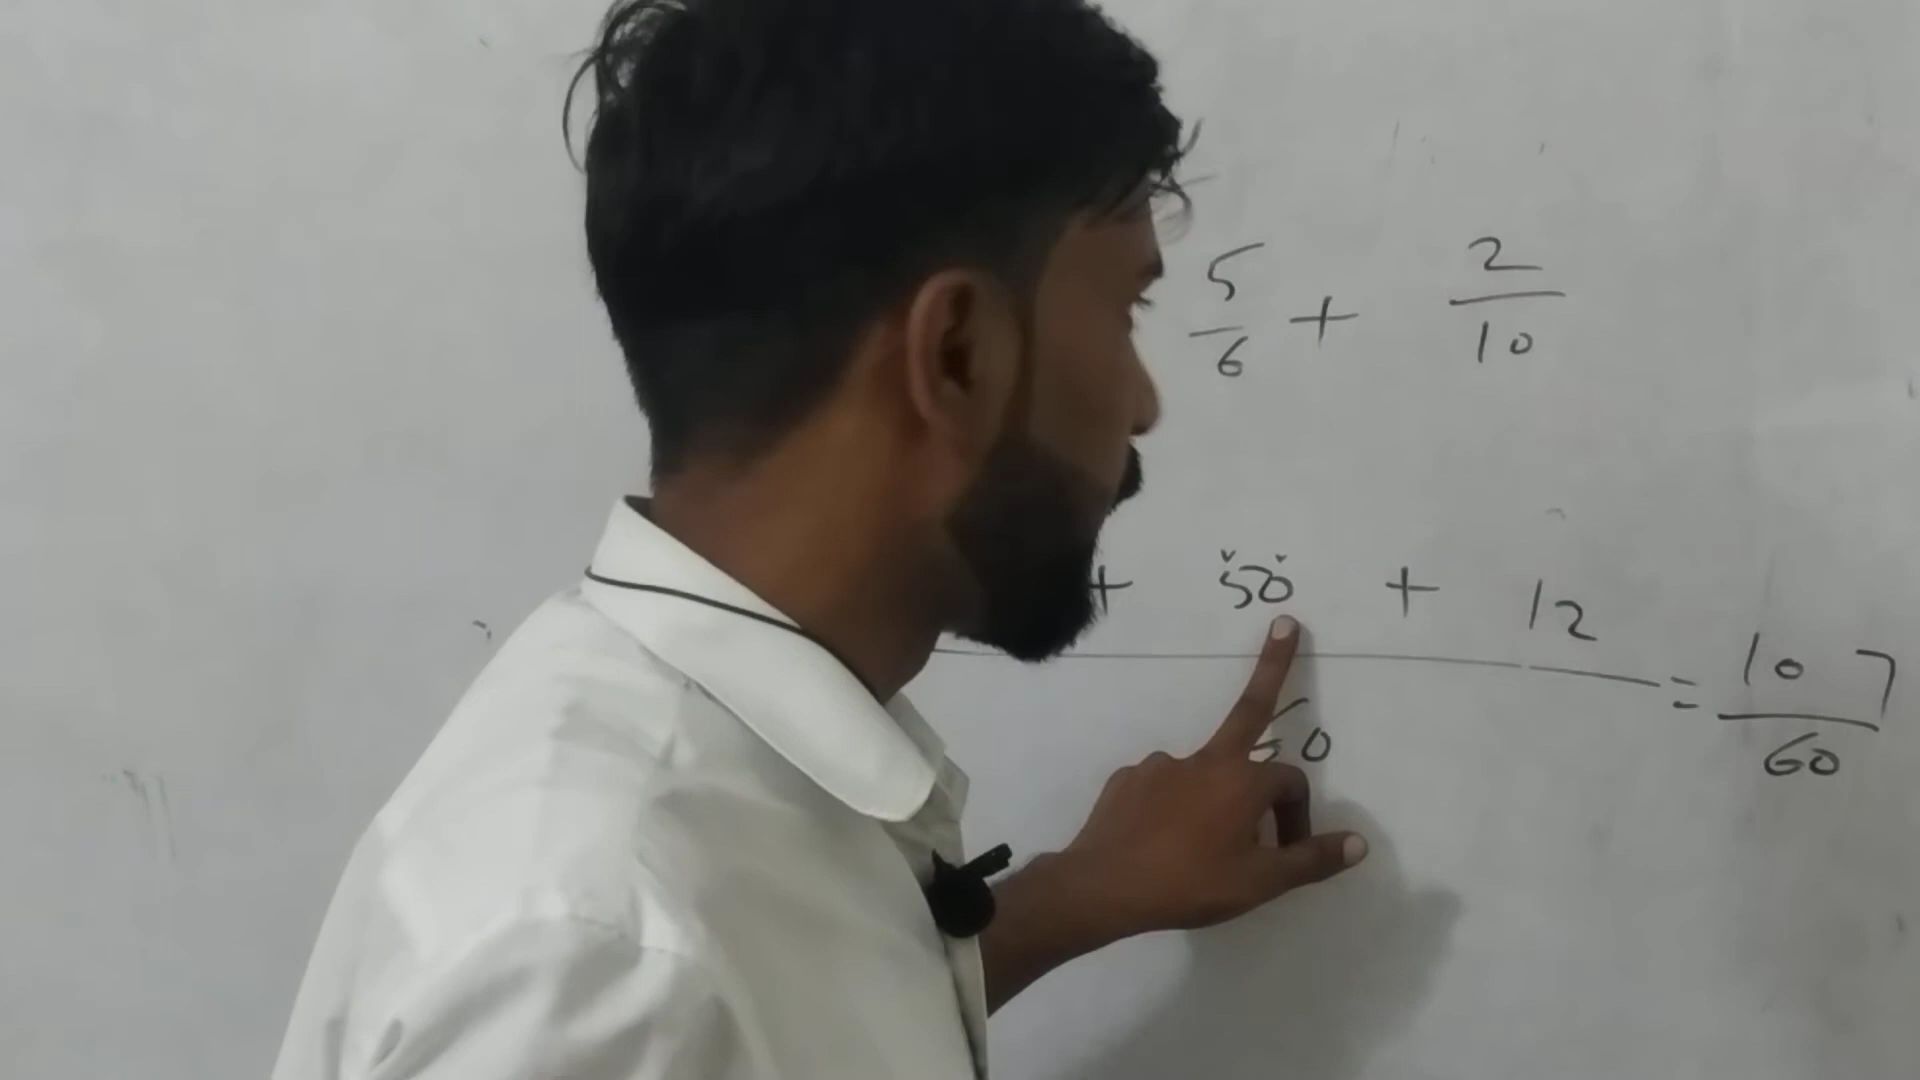 5/6 + 2/10
+ 50 + 12 / 60 = 107/60